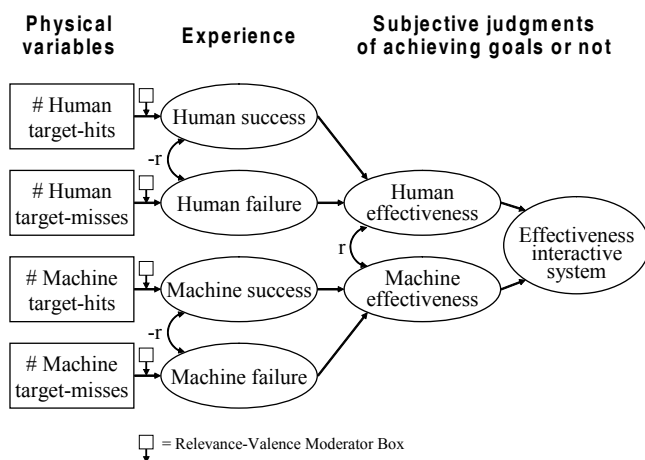 Physical
variables
Experience
Subjective judgments
of achieving goals or not
# Human
target-hits
Human success
-r
# Human
target-misses
Human failure
Human
effectiveness
r
Effectiveness
interactive
system
# Machine
target-hits
Machine success
Machine
effectiveness
-r
# Machine
target-misses
Machine failure
= Relevance-Valence Moderator Box